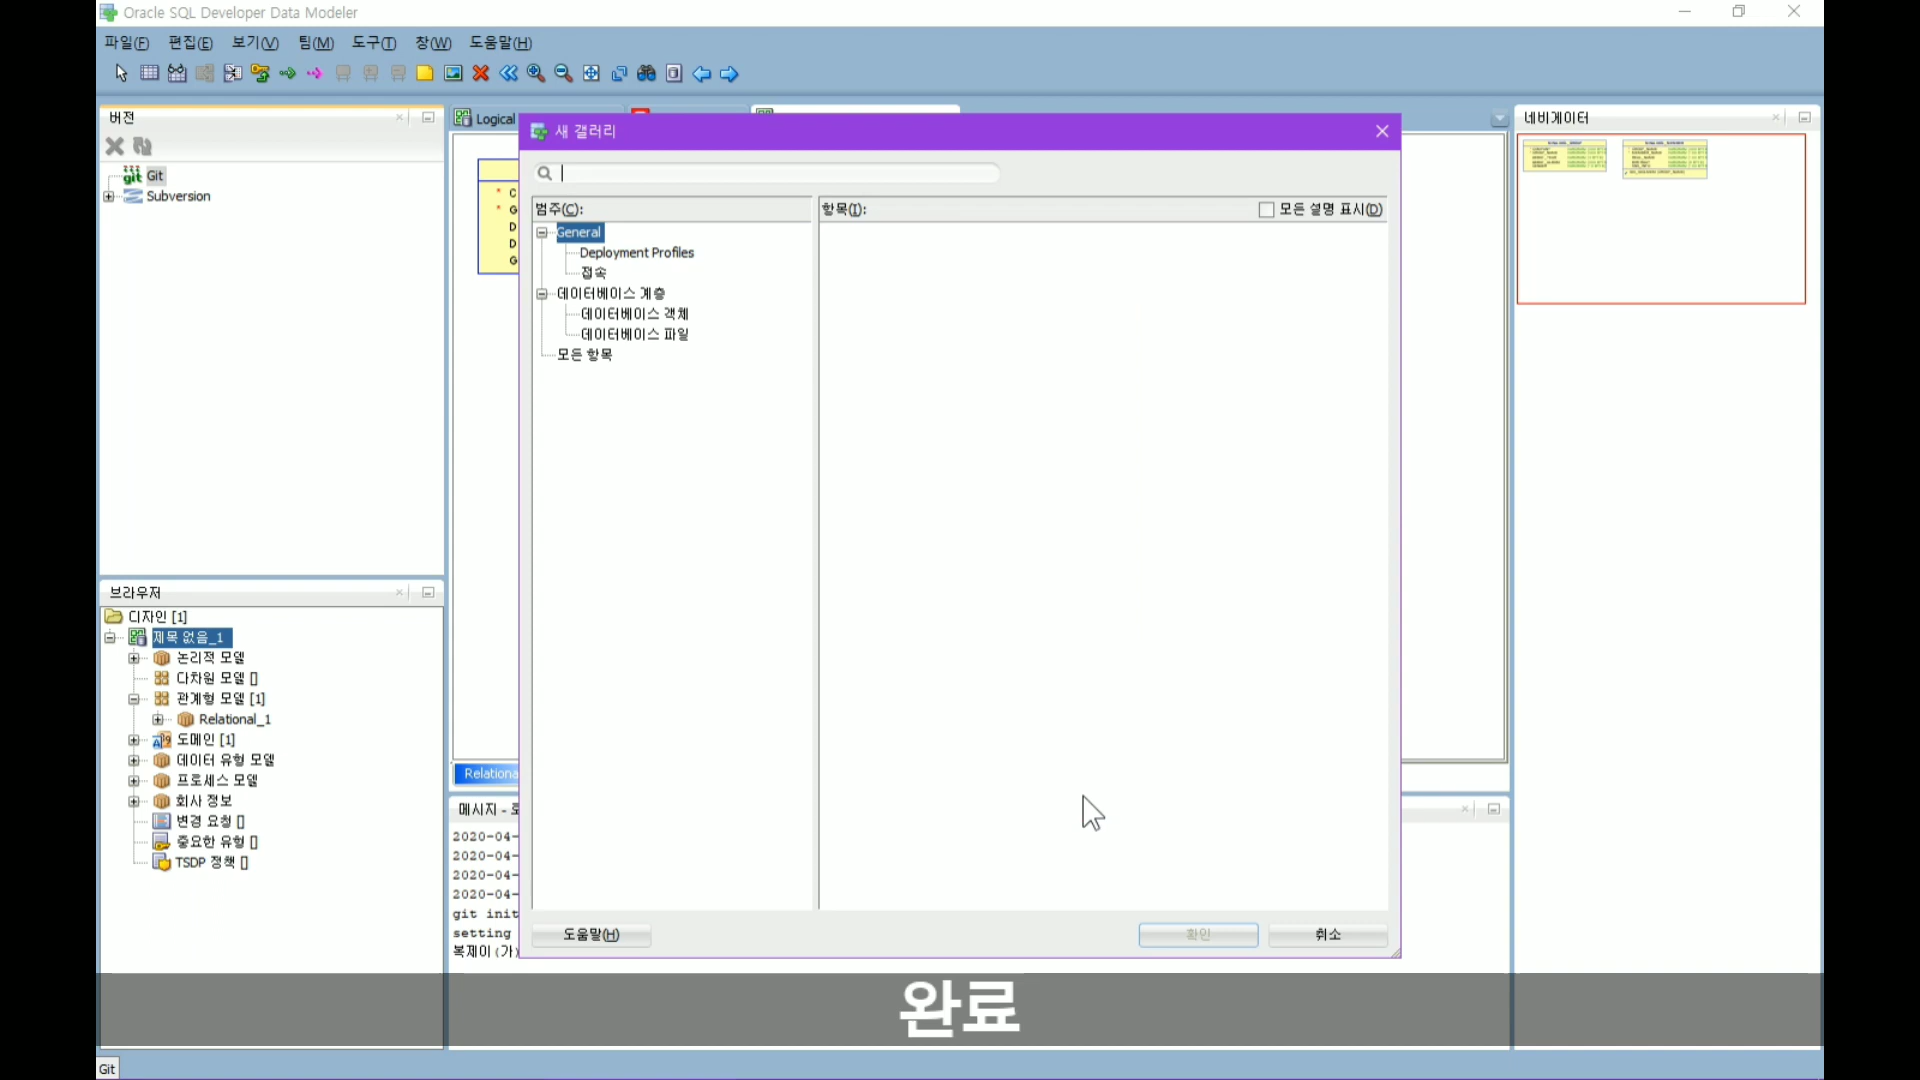 Oracle SQL Developer Data Modeler
파일(F) 편집(E) 보기(V) 팀(M) 도구(T) 창(W) 도움말(H)
버전
Git
Subversion
Logical
새 갤러리
범주(C):
General
Deployment Profiles
접속
데이터베이스 계층
데이터베이스 객체
데이터베이스 파일
모든 항목
항목(I):
모든 설명 표시(D)
도움말(H)
확인
취소
네비게이터
브라우저
디자인 [1]
제목 없음_1
논리적 모델
다차원 모델 []
관계형 모델 [1]
Relational_1
도메인 [1]
데이터 유형 모델
프로세스 모델
회사 정보
변경 요청 []
중요한 유형 []
TSDP 정책 []
* C
* G
D
D
G
Relationa
메시지 -
2020-04-
2020-04-
2020-04-
2020-04-
git init
setting
복제이(가)
완료
Git